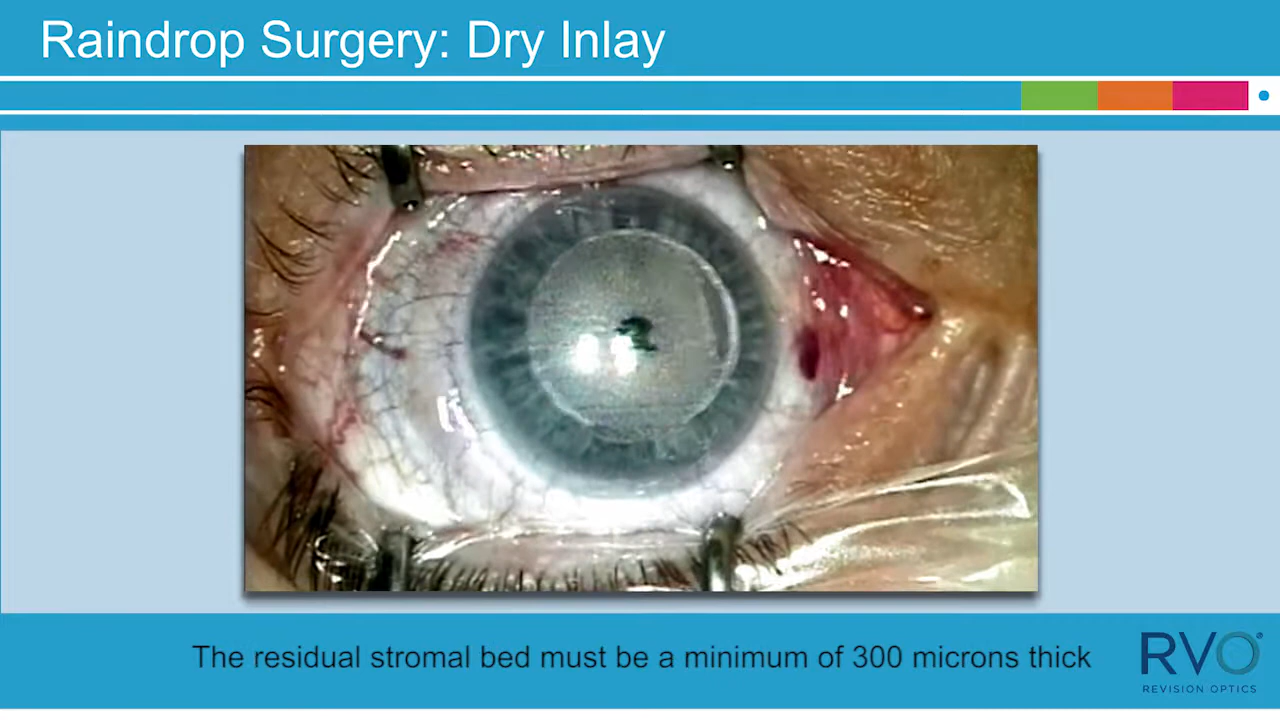 Raindrop Surgery: Dry Inlay
The residual stromal bed must be a minimum of 300 microns thick
RVO
REVISION OPTICS